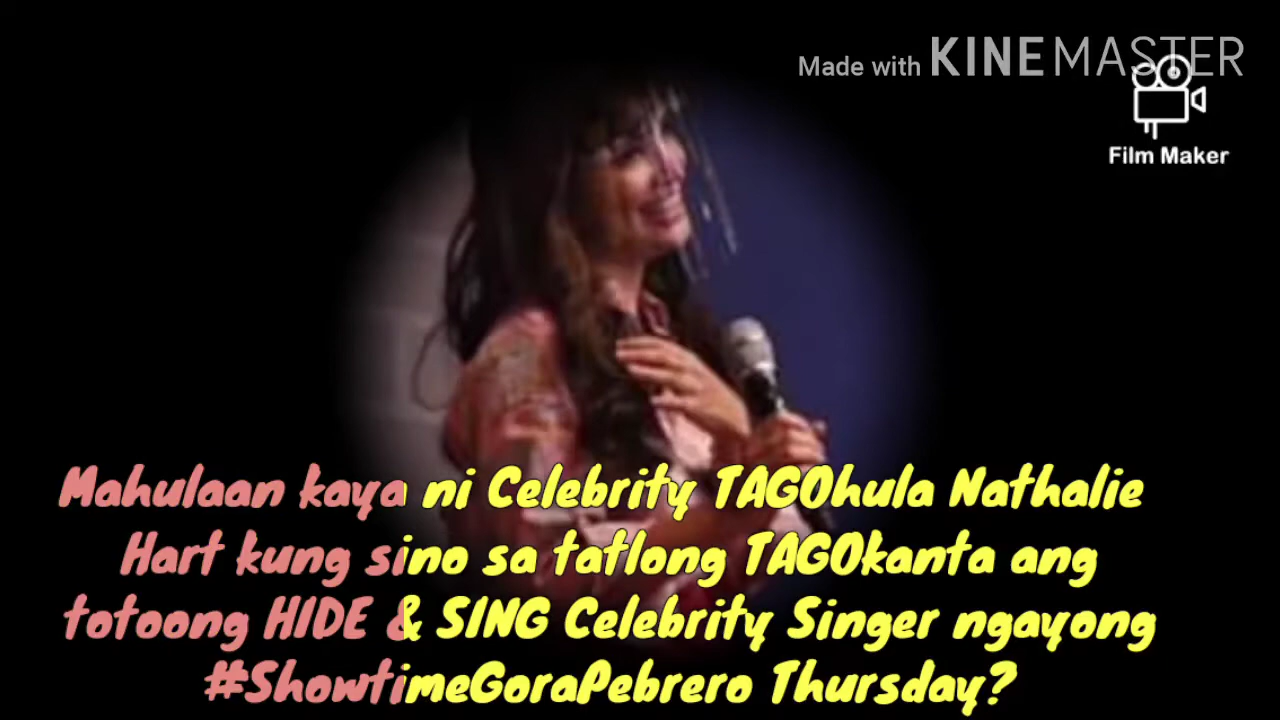 Made with KINEMASTER
Film Maker
Mahulaan kaya ni Celebrity TAGOhula Nathalie
Hart kung sino sa tatlong TAGOkanta ang
totoong HIDE & SING Celebrity Singer ngayong
#ShowtimeGoraPebrero Thursday?